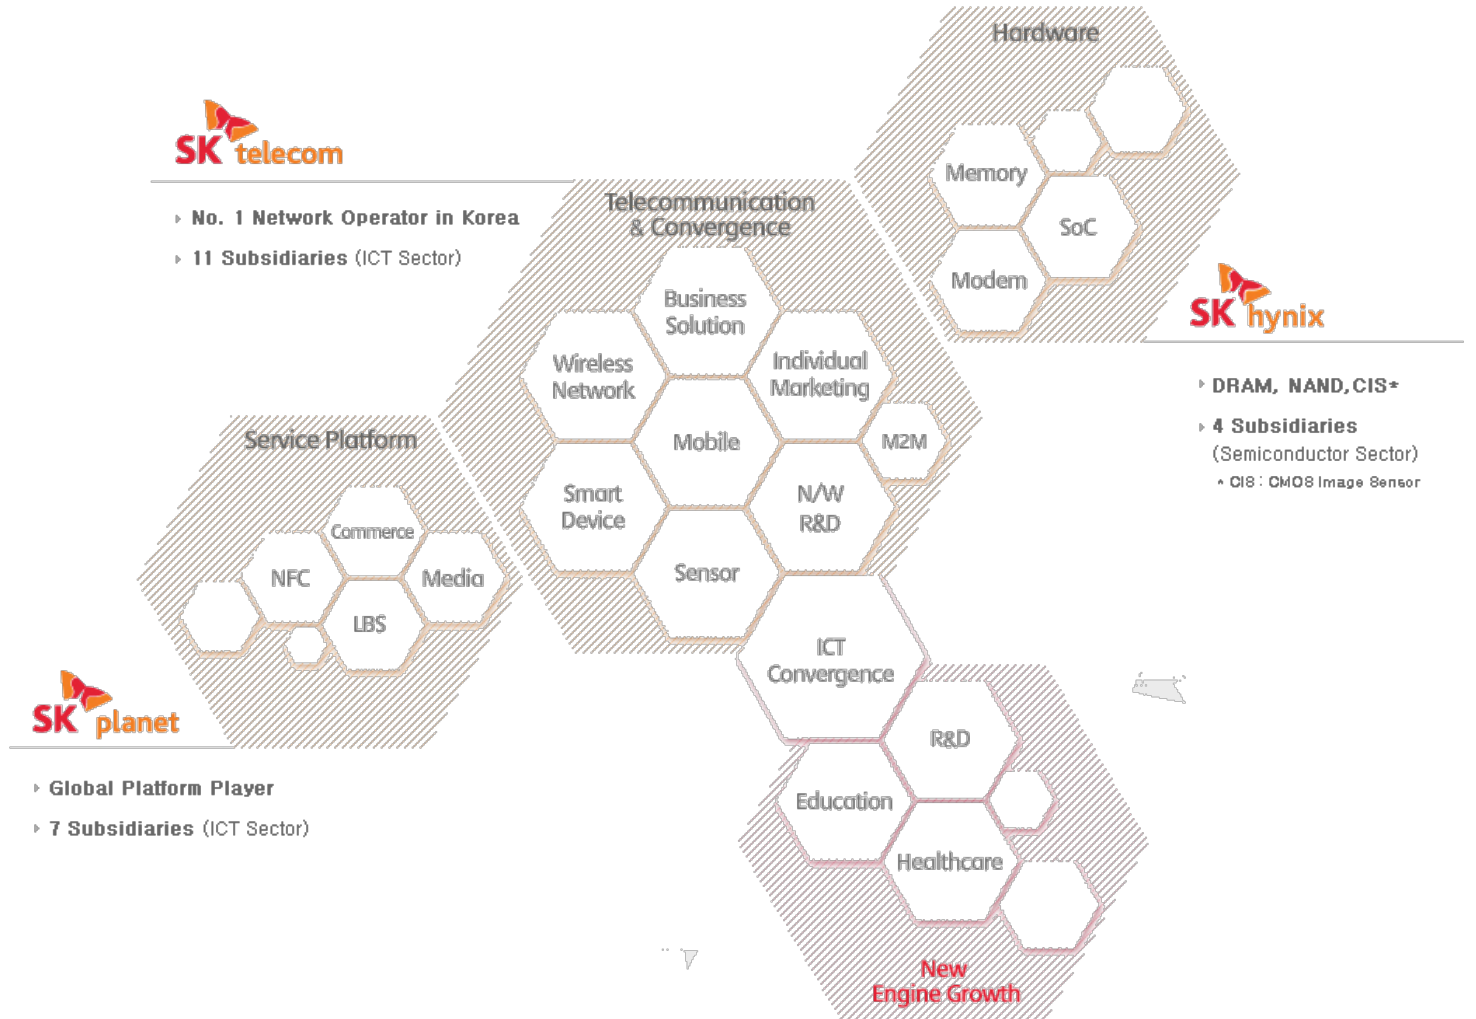 Hardware
SK telecom
Memory
Telecommunication
& Convergence
No. 1 Network Operator in Korea
SoC
11 Subsidiaries (ICT Sector)
Modem
Business
Solution
SK hynix
Wireless
Network
Individual
Marketing
DRAM, NAND, CIS*
Service Platform
Mobile
M2M
4 Subsidiaries
(Semiconductor Sector)
* CIS : CMOS Image Sensor
Smart
Device
N/W
R&D
Commerce
NFC
Media
Sensor
LBS
ICT
Convergence
SK planet
R&D
Global Platform Player
Education
7 Subsidiaries (ICT Sector)
Healthcare
New
Engine Growth